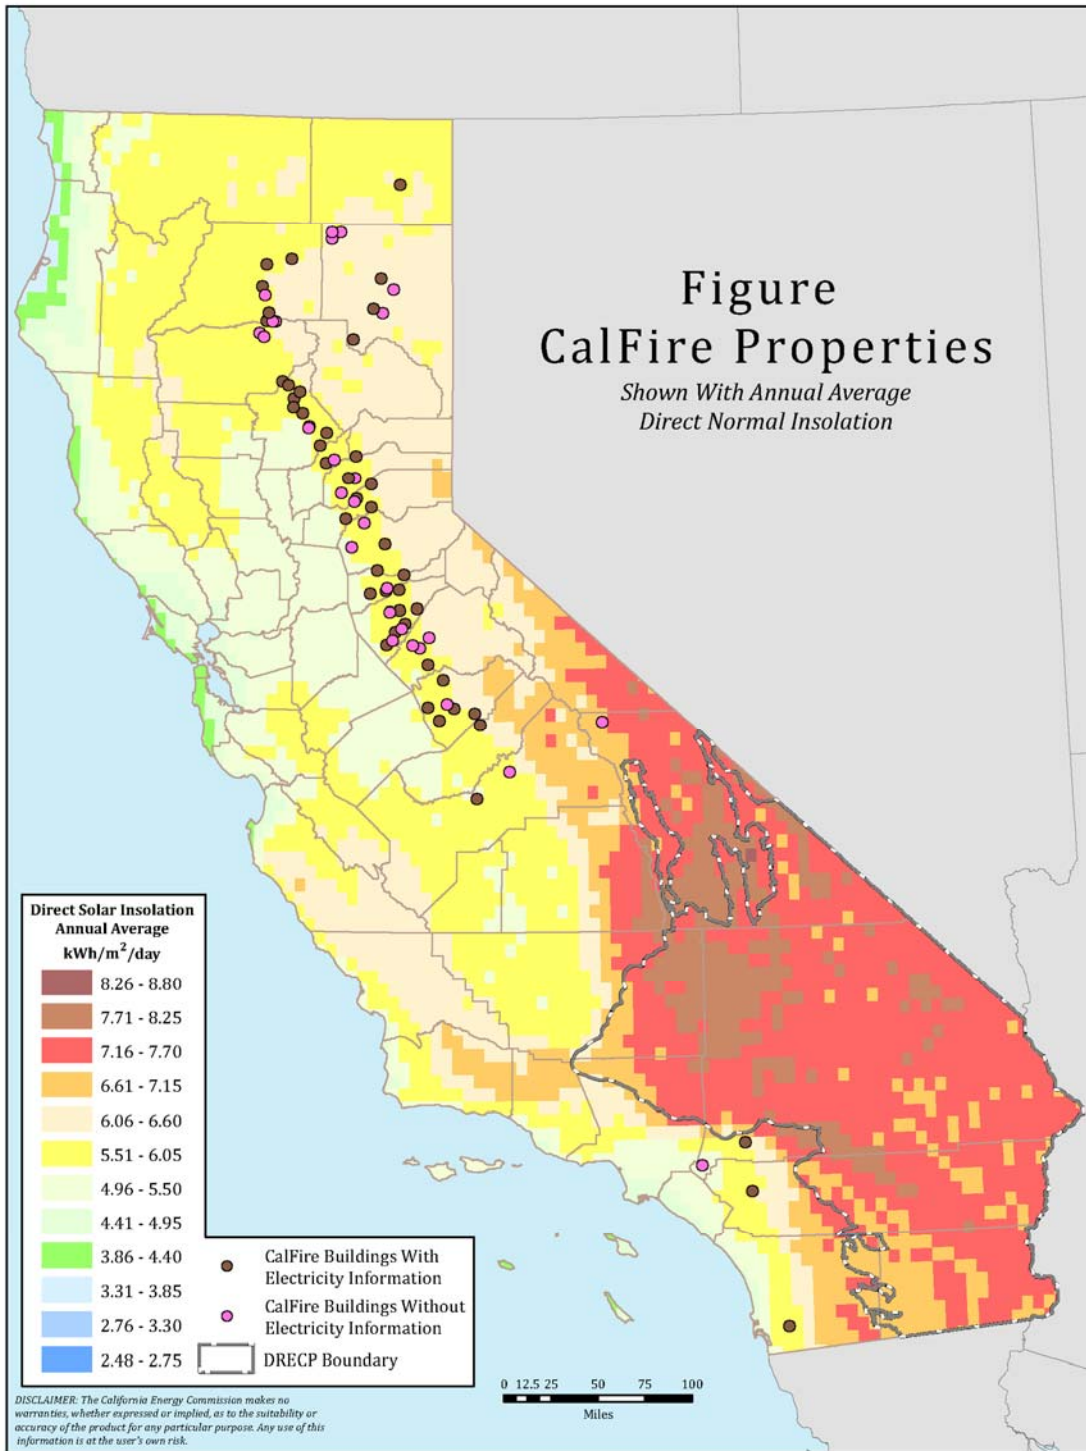 Figure
CalFire Properties
Shown With Annual Average
Direct Normal Insolation
Direct Solar Insolation
Annual Average
kWh/m²/day
8.26 - 8.80
7.71 - 8.25
7.16 - 7.70
6.61 - 7.15
6.06 - 6.60
5.51 - 6.05
4.96 - 5.50
4.41 - 4.95
3.86 - 4.40
3.31 - 3.85
2.76 - 3.30
2.48 - 2.75
CalFire Buildings With
Electricity Information
CalFire Buildings Without
Electricity Information
DRECP Boundary
0 12.5 25 50 75 100
Miles
DISCLAIMER: The California Energy Commission makes no
warranties, whether expressed or implied, as to the suitability or
accuracy of the product for any particular purpose. Any use of this
information is at the user's own risk.